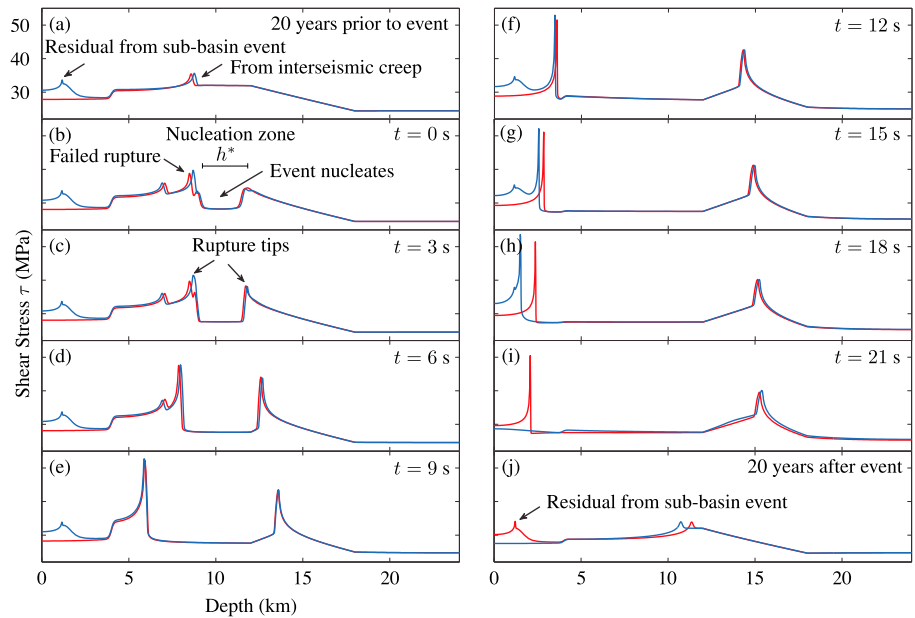 (a) 20 years prior to event
Residual from sub-basin event
From interseismic creep
50
40
30
(b) Nucleation zone t = 0 s
Failed rupture h*
Event nucleates
(c) t = 3 s
Rupture tips
(d) t = 6 s
(e) t = 9 s
Shear Stress τ (MPa)
0 5 10 15 20
Depth (km)
(f) t = 12 s
(g) t = 15 s
(h) t = 18 s
(i) t = 21 s
(j) 20 years after event
Residual from sub-basin event
0 5 10 15 20
Depth (km)